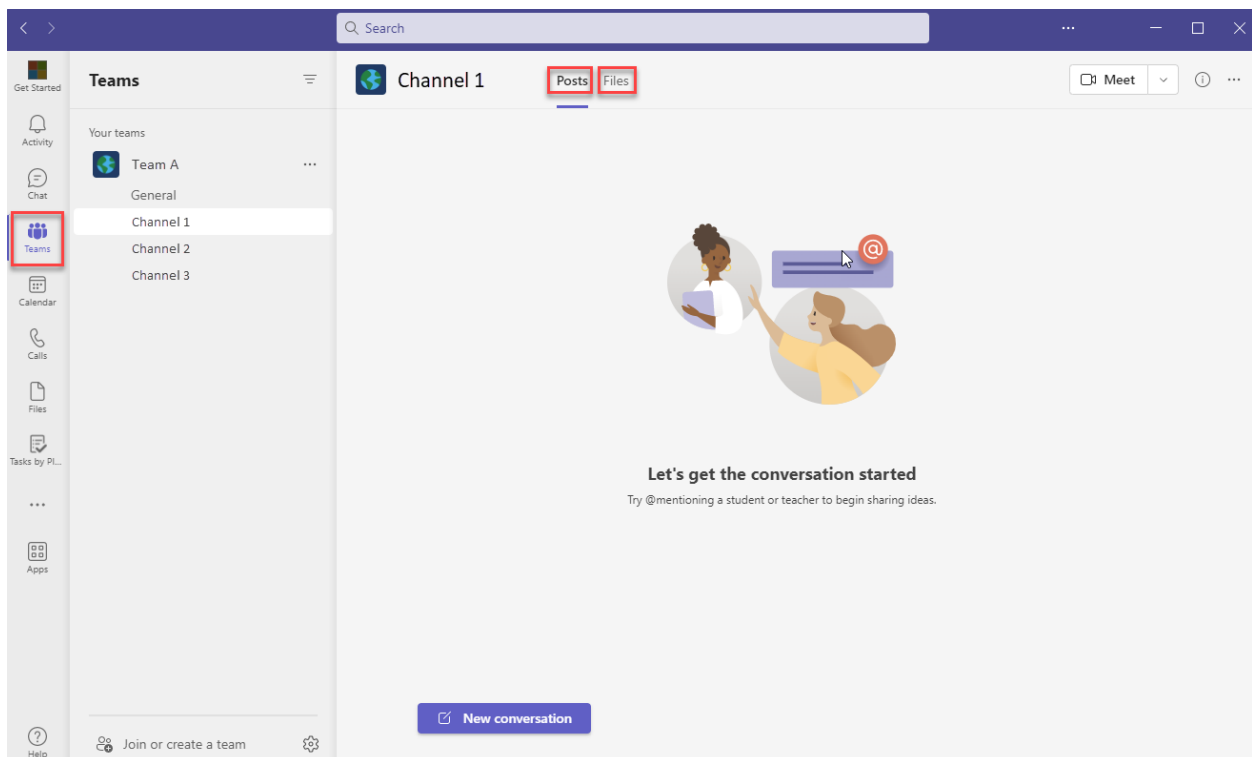 Search
Get Started
Activity
Chat
Teams
Calendar
Calls
Files
Tasks by Pl...
Apps
Help
Teams
Your teams
Team A
General
Channel 1
Channel 2
Channel 3
Join or create a team
Channel 1
Posts
Files
Meet
Let's get the conversation started
Try @mentioning a student or teacher to begin sharing ideas.
New conversation